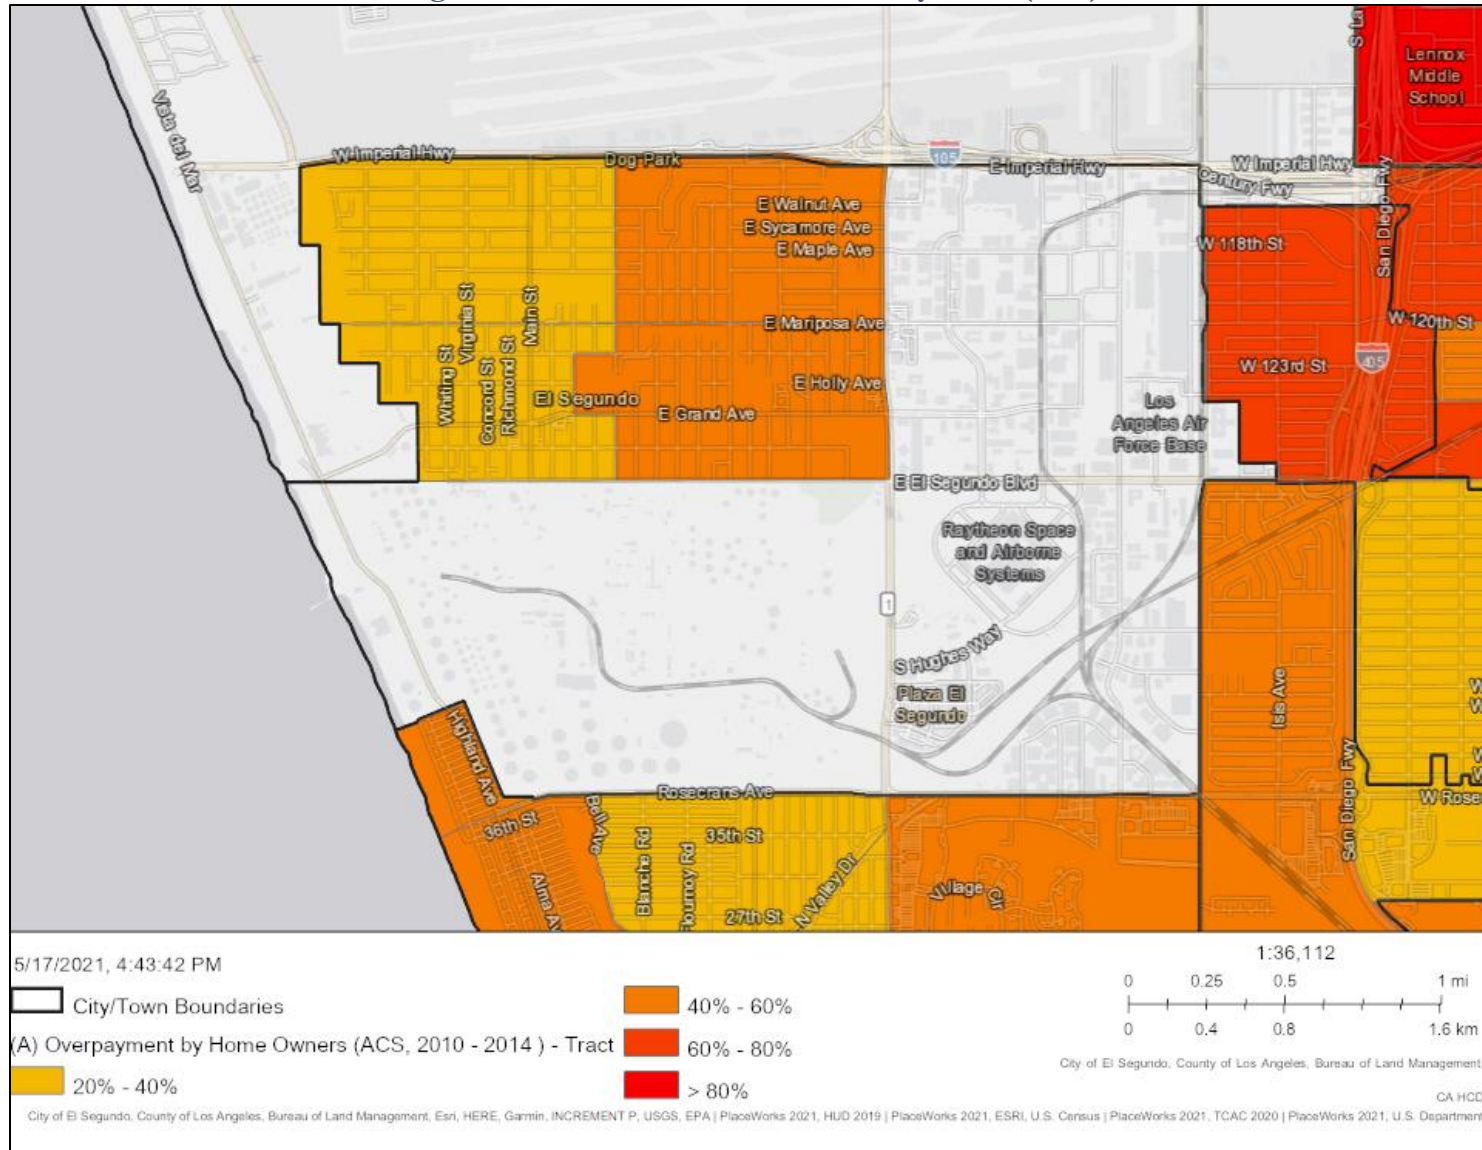 S La
Lennox
Middle
School
Vista del Mar
W Imperial Hwy
Dog Park
105
E Imperial Hwy
W Imperial Hwy
Century Fwy
San Diego Fwy
E Walnut Ave
E Sycamore Ave
E Maple Ave
W 118th St
Virginia St
Main St
E Mariposa Ave
W 120th St
Whiting St
Concord St
Richmond St
W 123rd St
405
E Holly Ave
El Segundo
E Grand Ave
Los
Angeles Air
Force Base
E El Segundo Blvd
Raytheon Space
and Airborne
Systems
1
S Hughes Way
Plaza El
Segundo
Isis Ave
W
W
Highland Ave
San Diego Fwy
Rosecrans Ave
W Rose
36th St
Bell Ave
Blanche Rd
35th St
Flournoy Rd
N Valley Dr
Alma Av
Village Cir
27th St
5/17/2021, 4:43:42 PM
City/Town Boundaries
(A) Overpayment by Home Owners (ACS, 2010 - 2014 ) - Tract
20% - 40%
40% - 60%
60% - 80%
> 80%
1:36,112
0 0.25 0.5 1 mi
0 0.4 0.8 1.6 km
City of El Segundo, County of Los Angeles, Bureau of Land Management
CA HCD
City of El Segundo, County of Los Angeles, Bureau of Land Management, Esri, HERE, Garmin, INCREMENT P, USGS, EPA | PlaceWorks 2021, HUD 2019 | PlaceWorks 2021, ESRI, U.S. Census | PlaceWorks 2021, TCAC 2020 | PlaceWorks 2021, U.S. Department